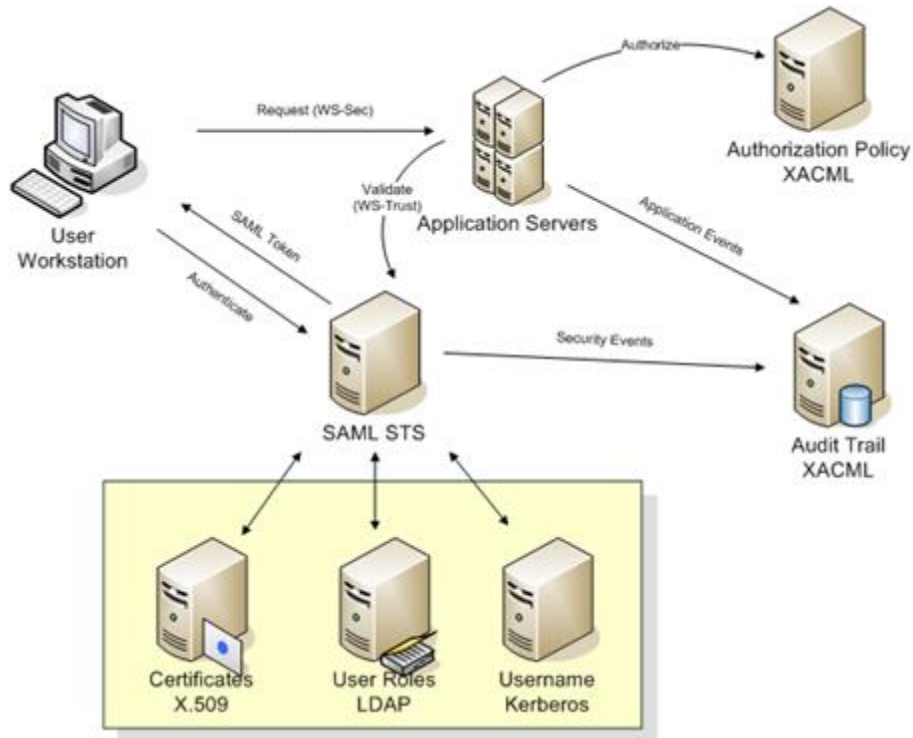 Authorize
Request (WS-Sec)
Authorization Policy
XACML
Validate
(WS-Trust)
Application Servers
User
Workstation
SAML Token
Application Events
Authenticate
Security Events
SAML STS
Audit Trail
XACML
Certificates
X.509
User Roles
LDAP
Username
Kerberos